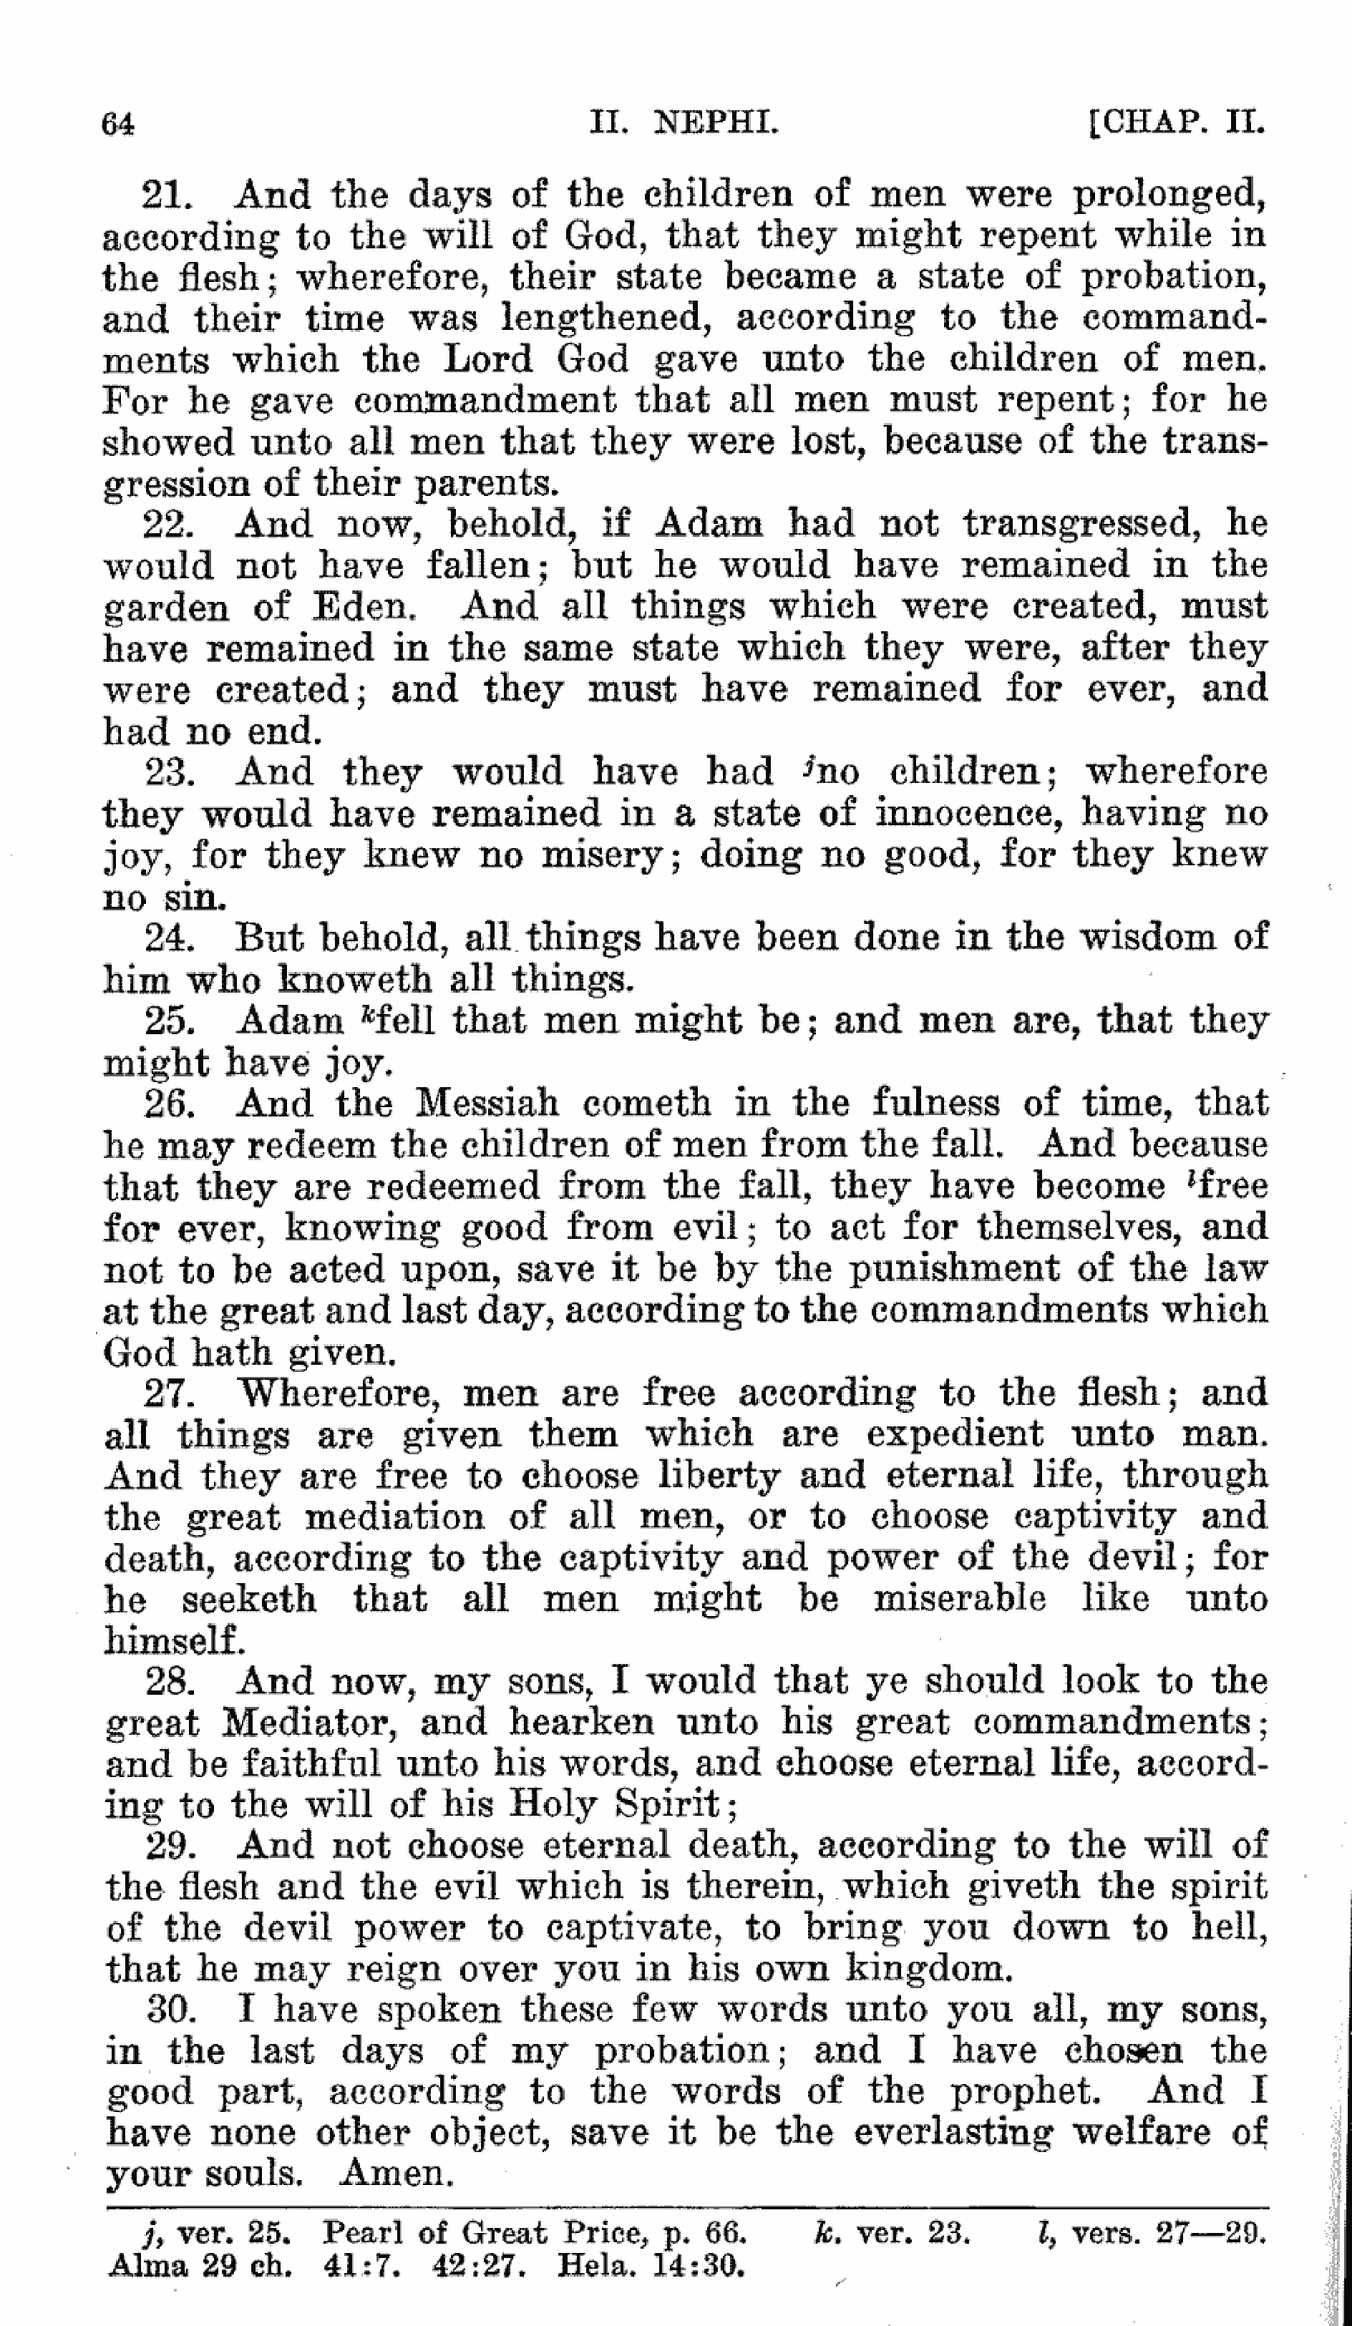 64 II. NEPHI. [CHAP. II.
21. And the days of the children of men were prolonged,
according to the will of God, that they might repent while in
the flesh; wherefore, their state became a state of probation,
and their time was lengthened, according to the command-
ments which the Lord God gave unto the children of men.
For he gave commandment that all men must repent; for he
showed unto all men that they were lost, because of the trans-
gression of their parents.
22. And now, behold, if Adam had not transgressed, he
would not have fallen; but he would have remained in the
garden of Eden. And all things which were created, must
have remained in the same state which they were, after they
were created; and they must have remained for ever, and
had no end.
23. And they would have had jno children; wherefore
they would have remained in a state of innocence, having no
joy, for they knew no misery; doing no good, for they knew
no sin.
24. But behold, all things have been done in the wisdom of
him who knoweth all things.
25. Adam kfell that men might be; and men are, that they
might have joy.
26. And the Messiah cometh in the fulness of time, that
he may redeem the children of men from the fall. And because
that they are redeemed from the fall, they have become lfree
for ever, knowing good from evil; to act for themselves, and
not to be acted upon, save it be by the punishment of the law
at the great and last day, according to the commandments which
God hath given.
27. Wherefore, men are free according to the flesh; and
all things are given them which are expedient unto man.
And they are free to choose liberty and eternal life, through
the great mediation of all men, or to choose captivity and
death, according to the captivity and power of the devil; for
he seeketh that all men might be miserable like unto
himself.
28. And now, my sons, I would that ye should look to the
great Mediator, and hearken unto his great commandments;
and be faithful unto his words, and choose eternal life, accord-
ing to the will of his Holy Spirit;
29. And not choose eternal death, according to the will of
the flesh and the evil which is therein, which giveth the spirit
of the devil power to captivate, to bring you down to hell,
that he may reign over you in his own kingdom.
30. I have spoken these few words unto you all, my sons,
in the last days of my probation; and I have chosen the
good part, according to the words of the prophet. And I
have none other object, save it be the everlasting welfare of
your souls. Amen.
j, ver. 25. Pearl of Great Price, p. 66. k. ver. 23. l, vers. 27—29.
Alma 29 ch. 41:7. 42:27. Hela. 14:30.